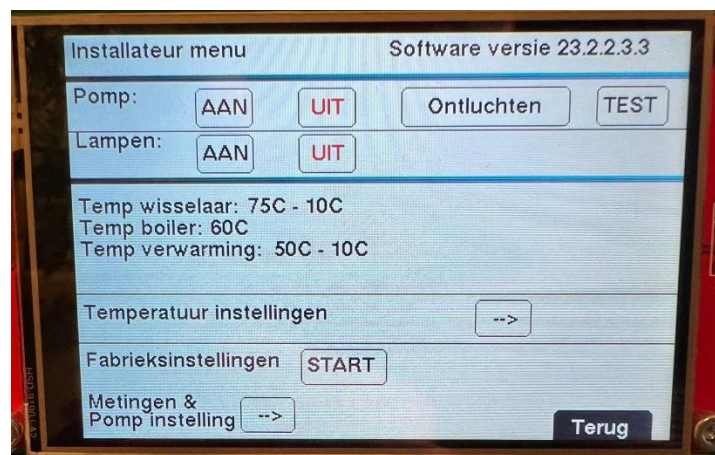 Installateur menu Software versie 23.2.2.3.3
Pomp: AAN UIT Ontluchten TEST
Lampen: AAN UIT
Temp wisselaar: 75C - 10C
Temp boiler: 60C
Temp verwarming: 50C - 10C
Temperatuur instellingen -->
Fabrieksinstellingen START
Metingen &
Pomp instelling -->
Terug